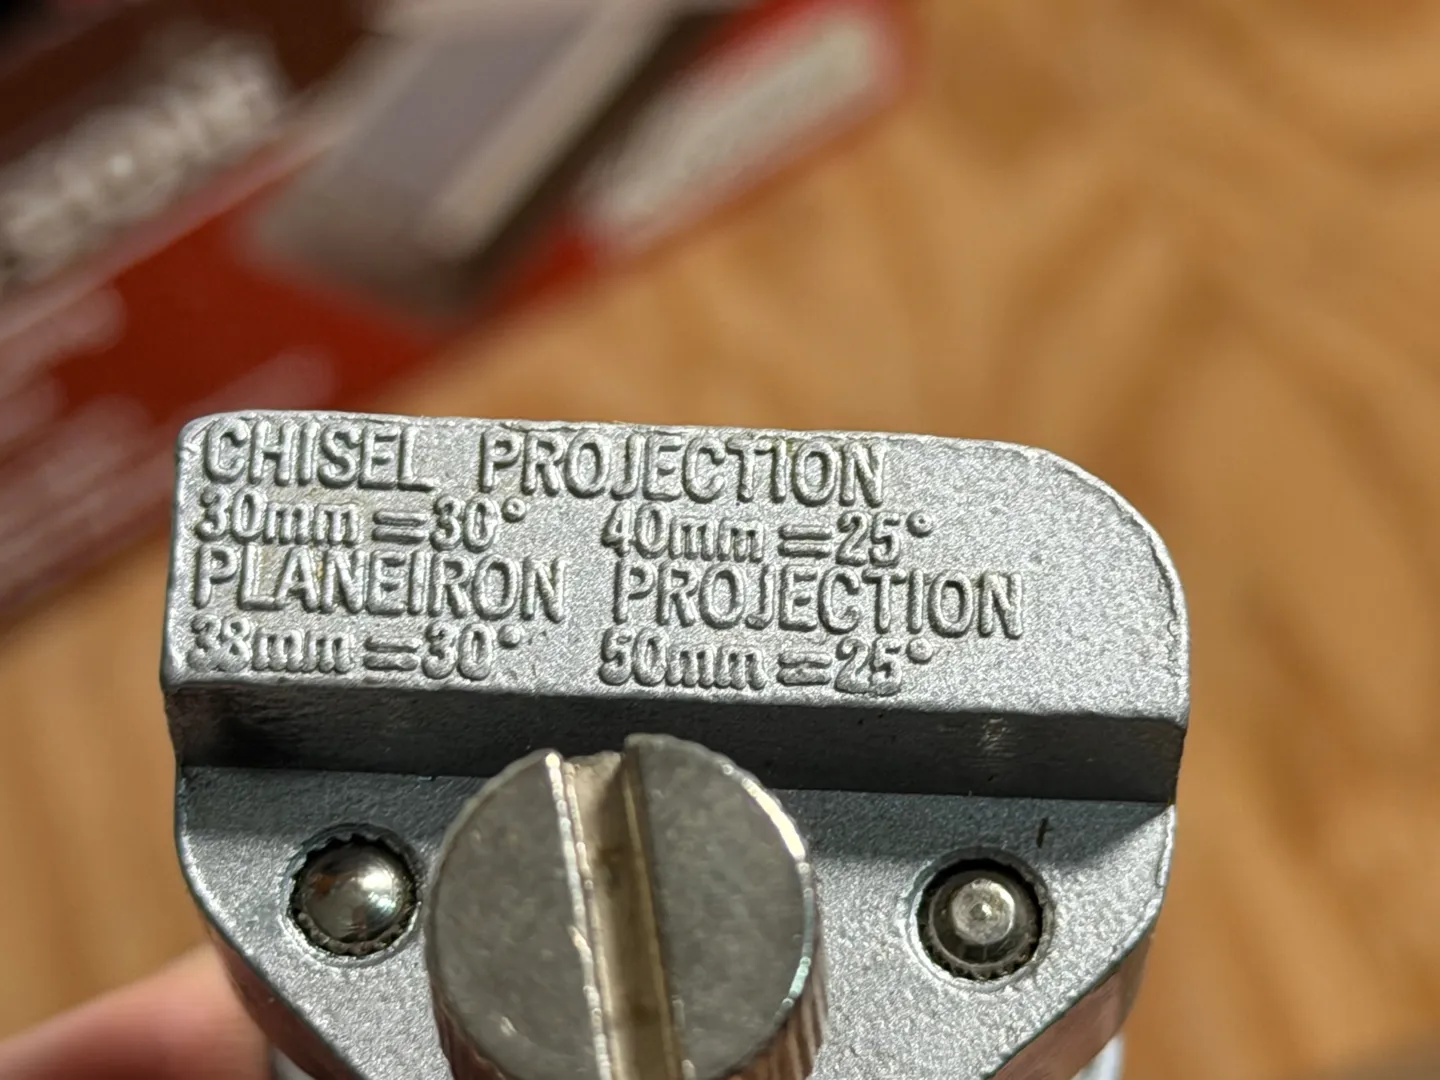 CHISEL PROJECTION
30mm = 30° 40mm = 25°
PLANEIRON PROJECTION
38mm = 30° 50mm = 25°